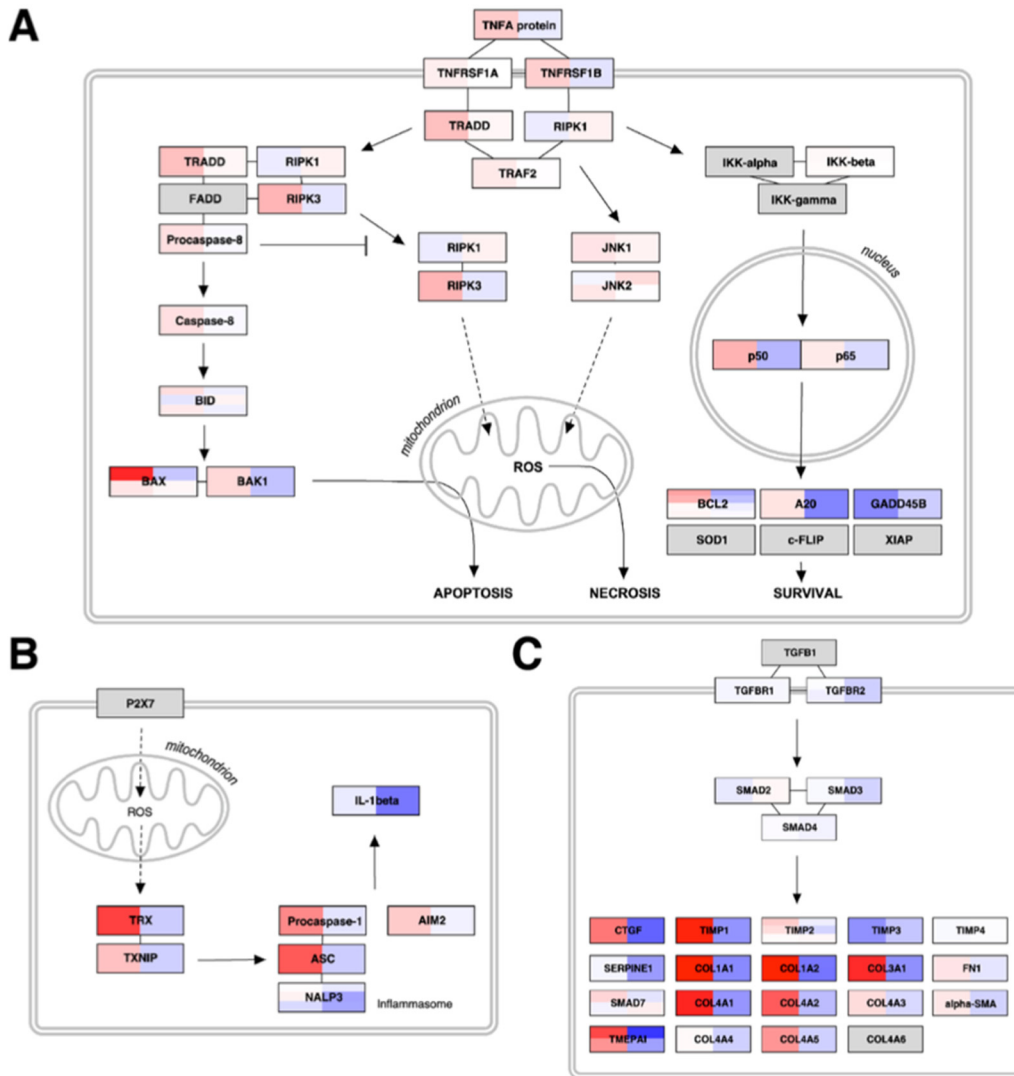 A
TNFA protein
TNFRSF1A TNFRSF1B
TRADD RIPK1
TRAF2
TRADD RIPK1
FADD RIPK3
Procaspase-8
IKK-alpha IKK-beta
IKK-gamma
RIPK1
RIPK3
JNK1
JNK2
nucleus
Caspase-8
p50 p65
BID
mitochondrion
ROS
BAX BAK1
BCL2 A20 GADD45B
SOD1 c-FLIP XIAP
APOPTOSIS NECROSIS SURVIVAL
B
P2X7
mitochondrion
ROS
IL-1beta
TRX
TXNIP
Procaspase-1 AIM2
ASC
NALP3 Inflammasome
C
TGFB1
TGFBR1 TGFBR2
SMAD2 SMAD3
SMAD4
CTGF TIMP1 TIMP2 TIMP3 TIMP4
SERPINE1 COL1A1 COL1A2 COL3A1 FN1
SMAD7 COL4A1 COL4A2 COL4A3 alpha-SMA
TMEPAI COL4A4 COL4A5 COL4A6